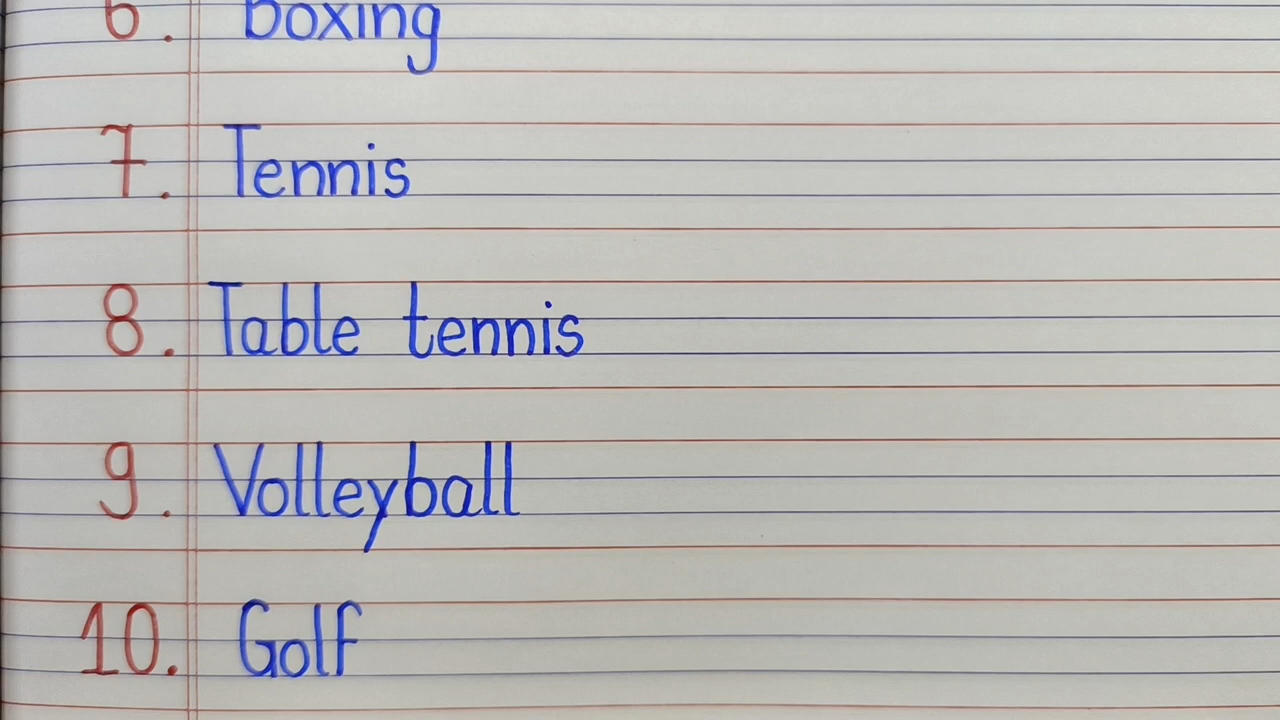 6. Boxing
7. Tennis
8. Table tennis
9. Volleyball
10. Golf